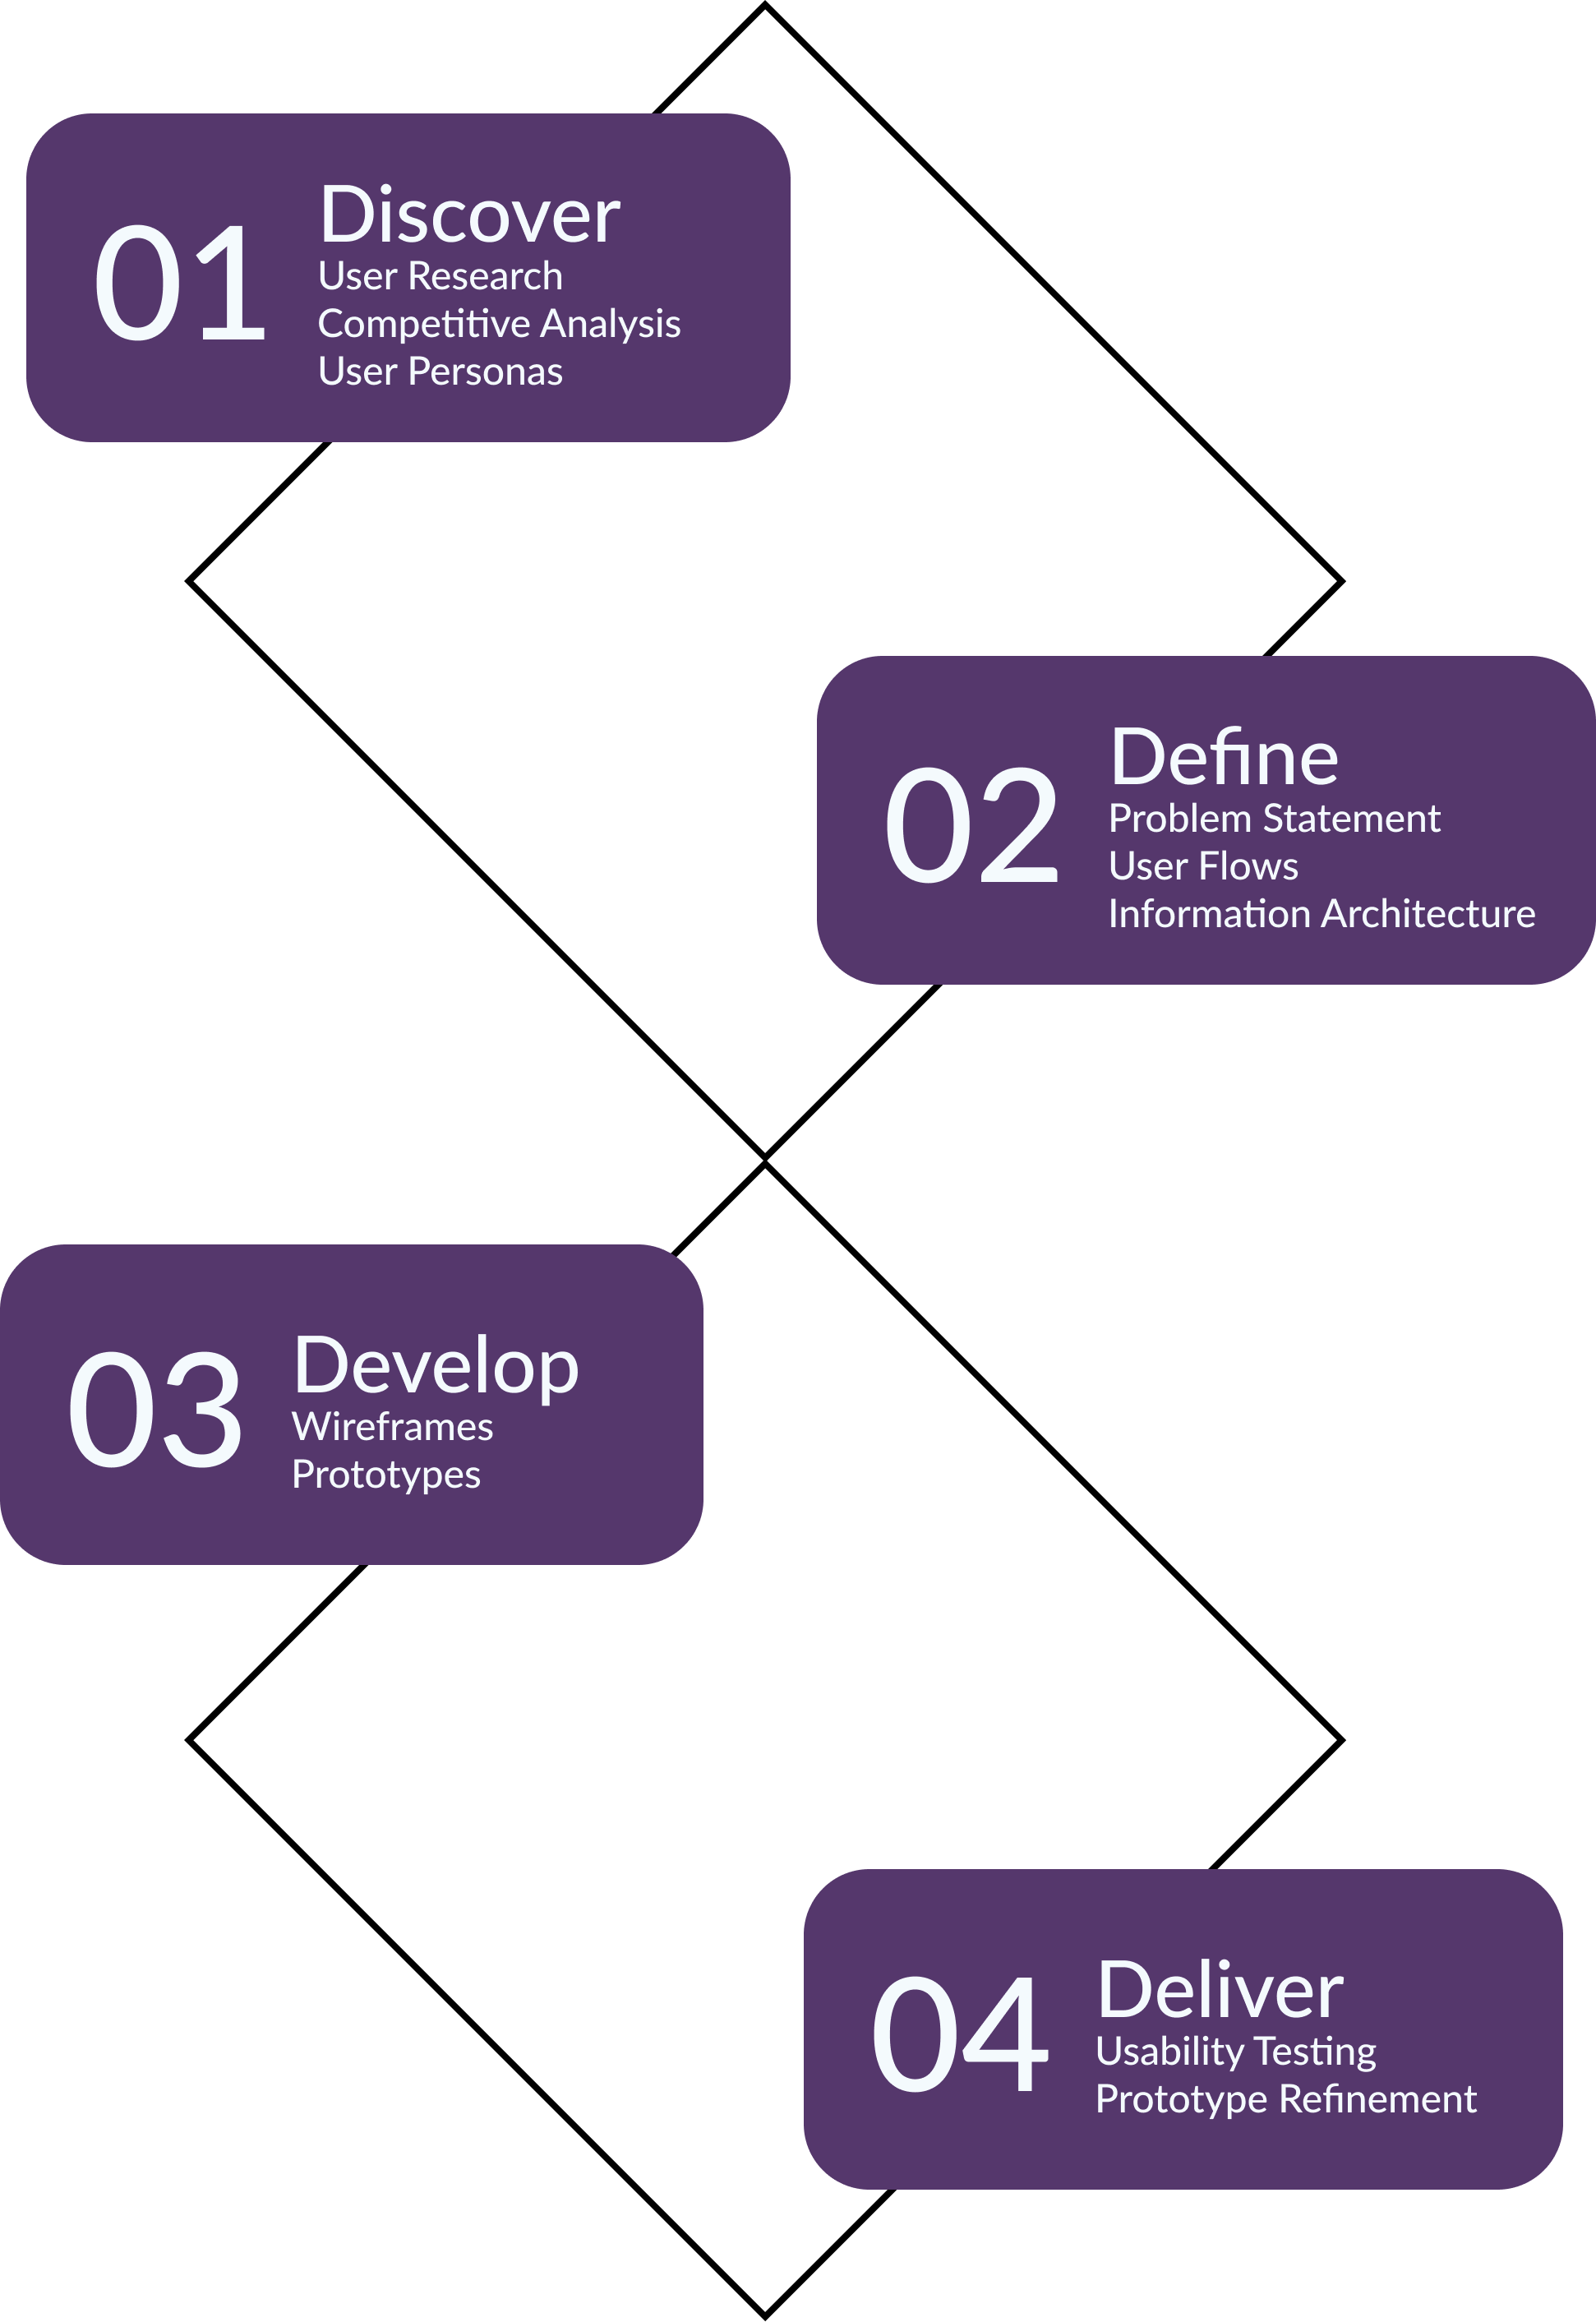 01
Discover
User Research
Competitive Analysis
User Personas
02
Define
Problem Statement
User Flows
Information Architecture
03
Develop
Wireframes
Prototypes
04
Deliver
Usability Testing
Prototype Refinement